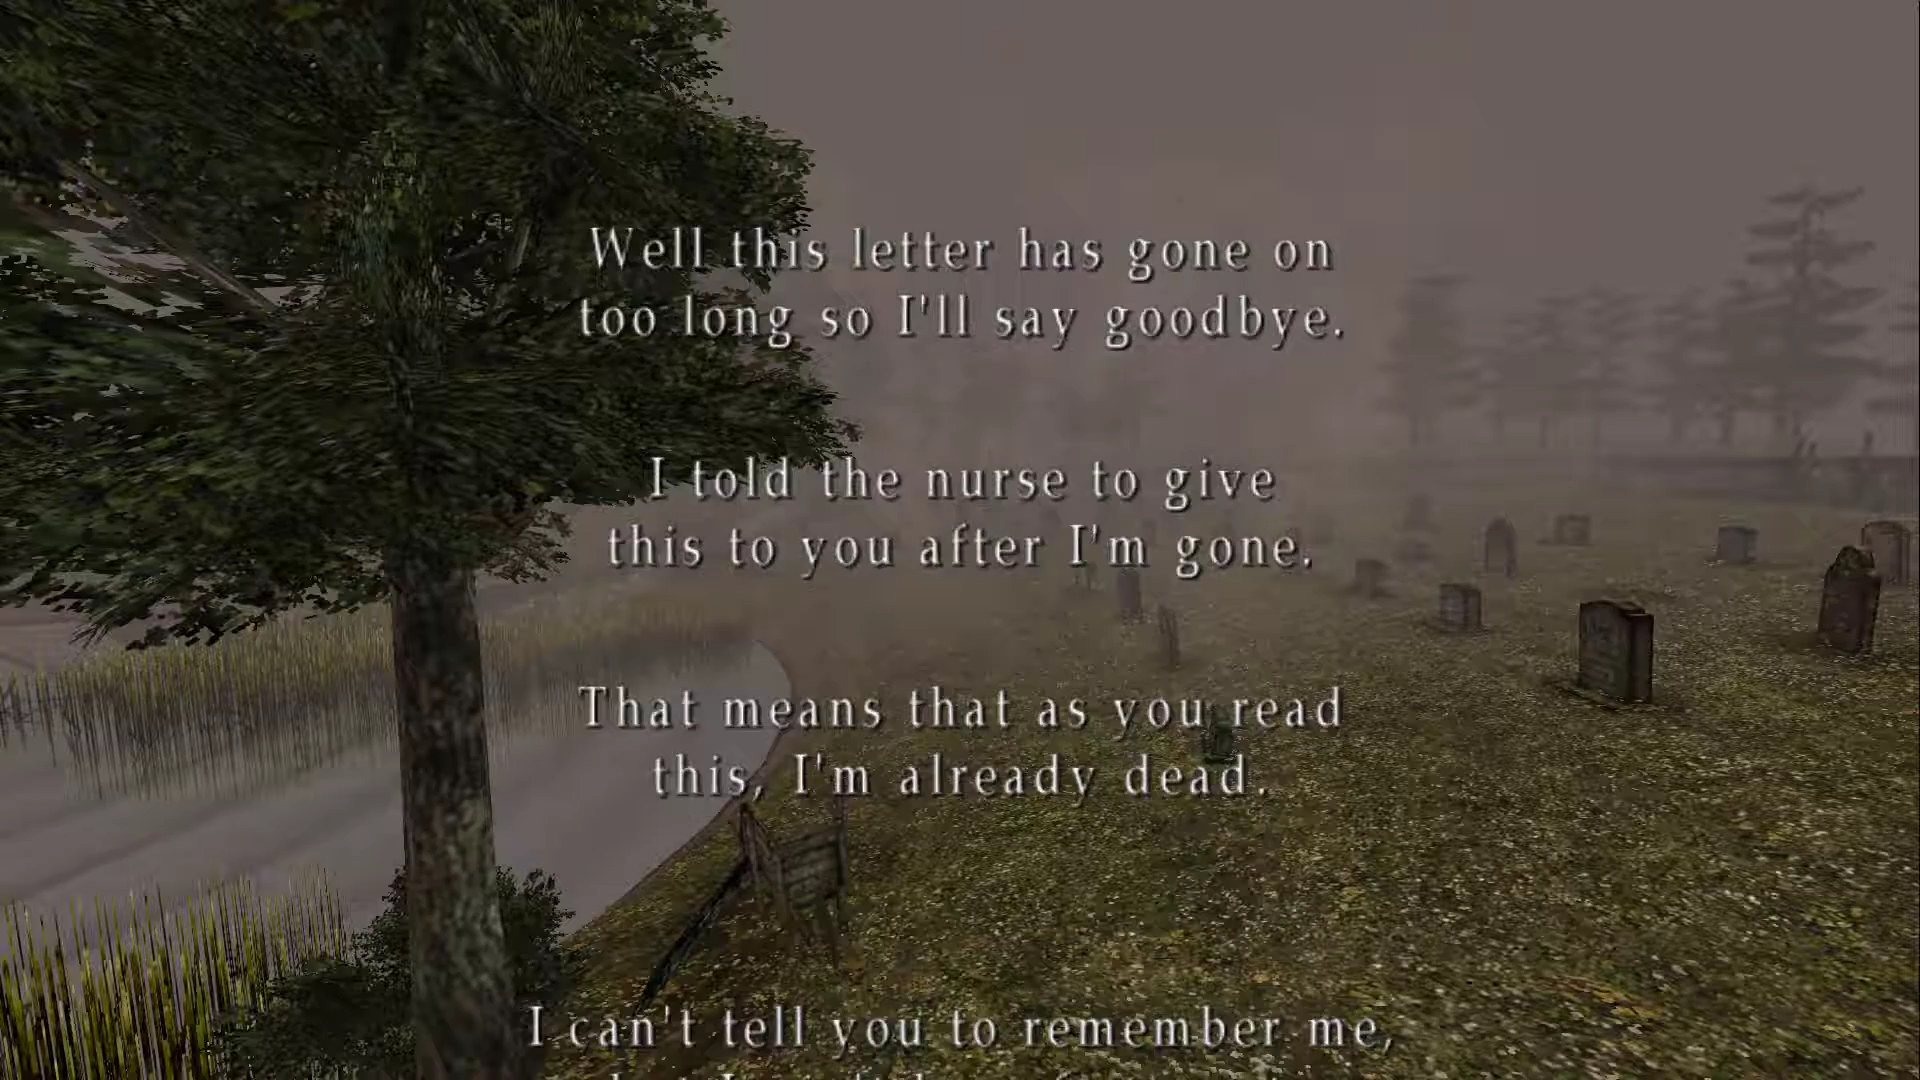 Well this letter has gone on
too long so I'll say goodbye.
I told the nurse to give
this to you after I'm gone.
That means that as you read
this, I'm already dead.
I can't tell you to remember me,